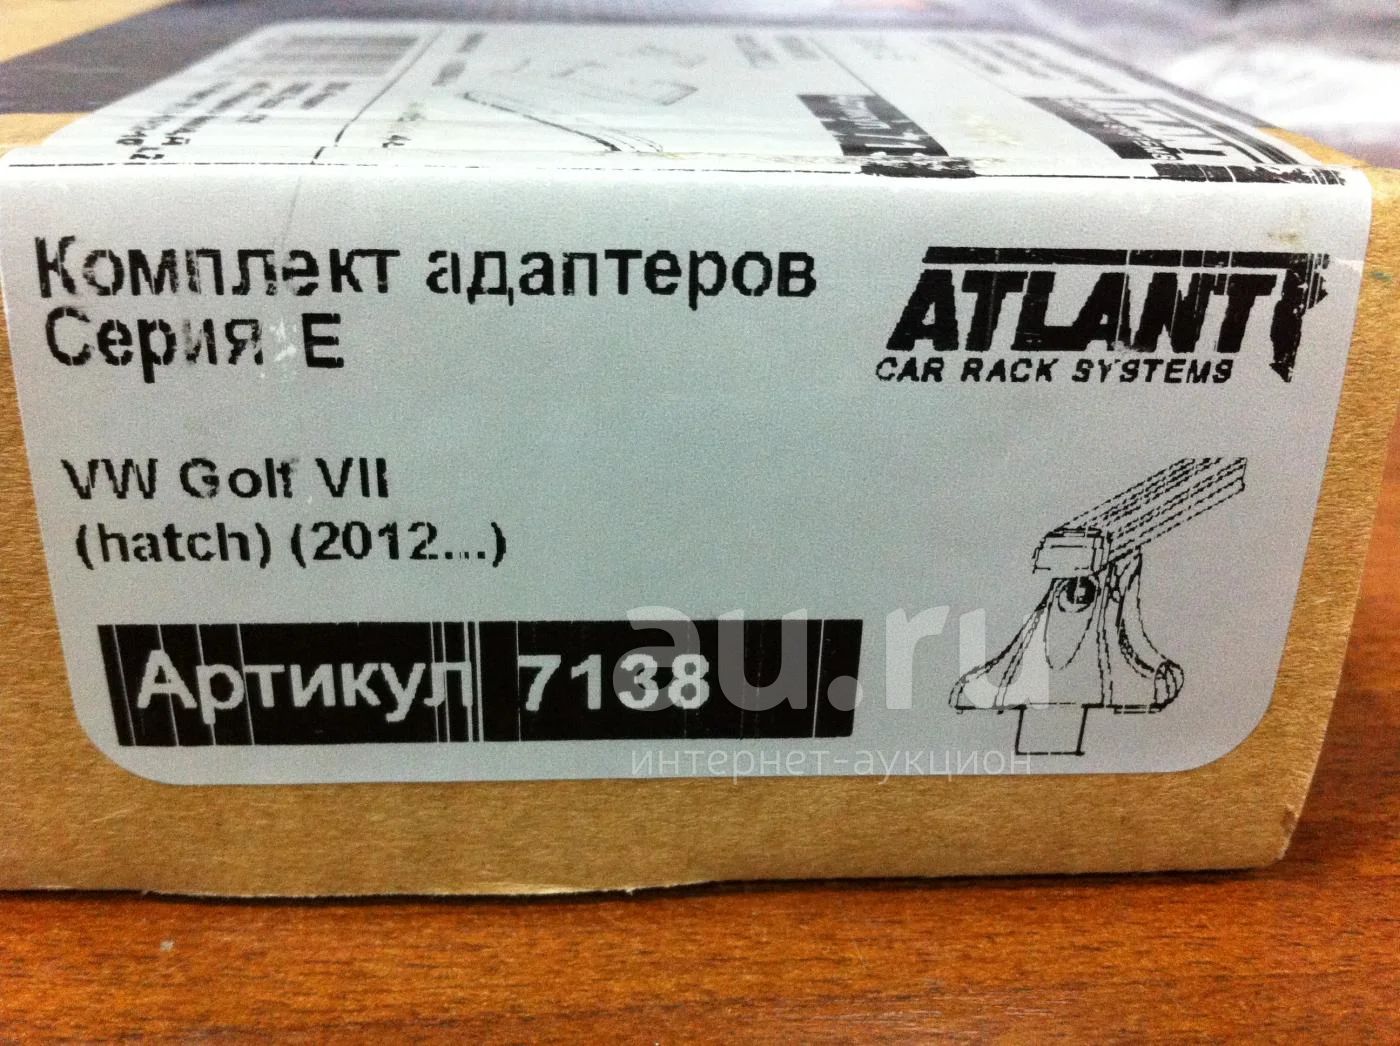 Комплект адаптеров
Серия E
ATLANT
CAR RACK SYSTEMS
VW Golf VII
(hatch) (2012...)
Артикул 7138
au.ru
интернет-аукцион